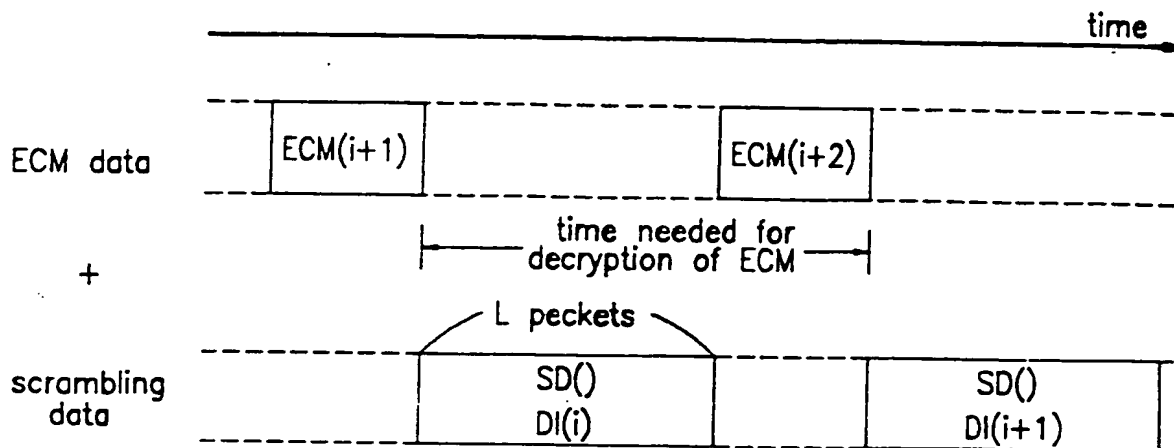 time
ECM data
ECM(i+1)
ECM(i+2)
time needed for
decryption of ECM
+
L peckets
scrambling
data
SD()
DI(i)
SD()
DI(i+1)